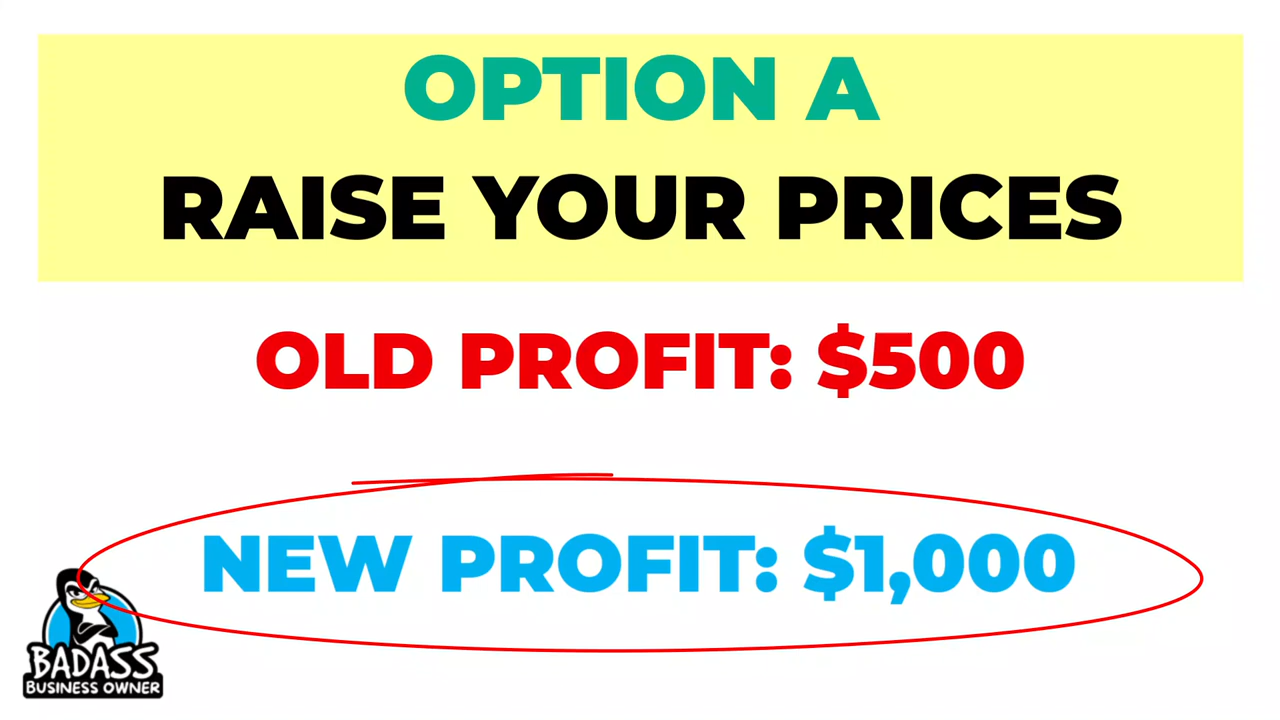 OPTION A
RAISE YOUR PRICES
OLD PROFIT: $500
NEW PROFIT: $1,000
BADASS
BUSINESS OWNER